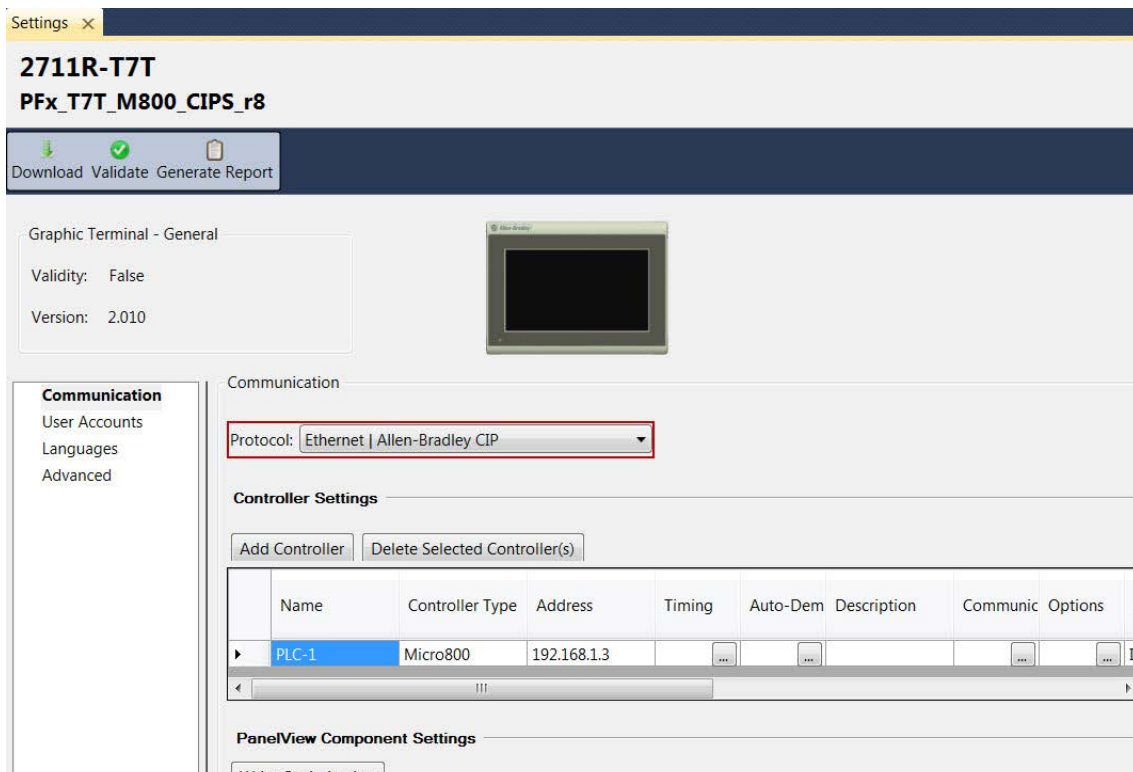 Settings
2711R-T7T
PFx_T7T_M800_CIPS_r8
Download Validate Generate Report
Graphic Terminal - General
Validity: False
Version: 2.010
Allen-Bradley
Communication
User Accounts
Languages
Advanced
Communication
Protocol: Ethernet | Allen-Bradley CIP
Controller Settings
Add Controller Delete Selected Controller(s)
Name Controller Type Address Timing Auto-Dem Description Communic Options
PLC-1 Micro800 192.168.1.3 ... ... ... ...
PanelView Component Settings